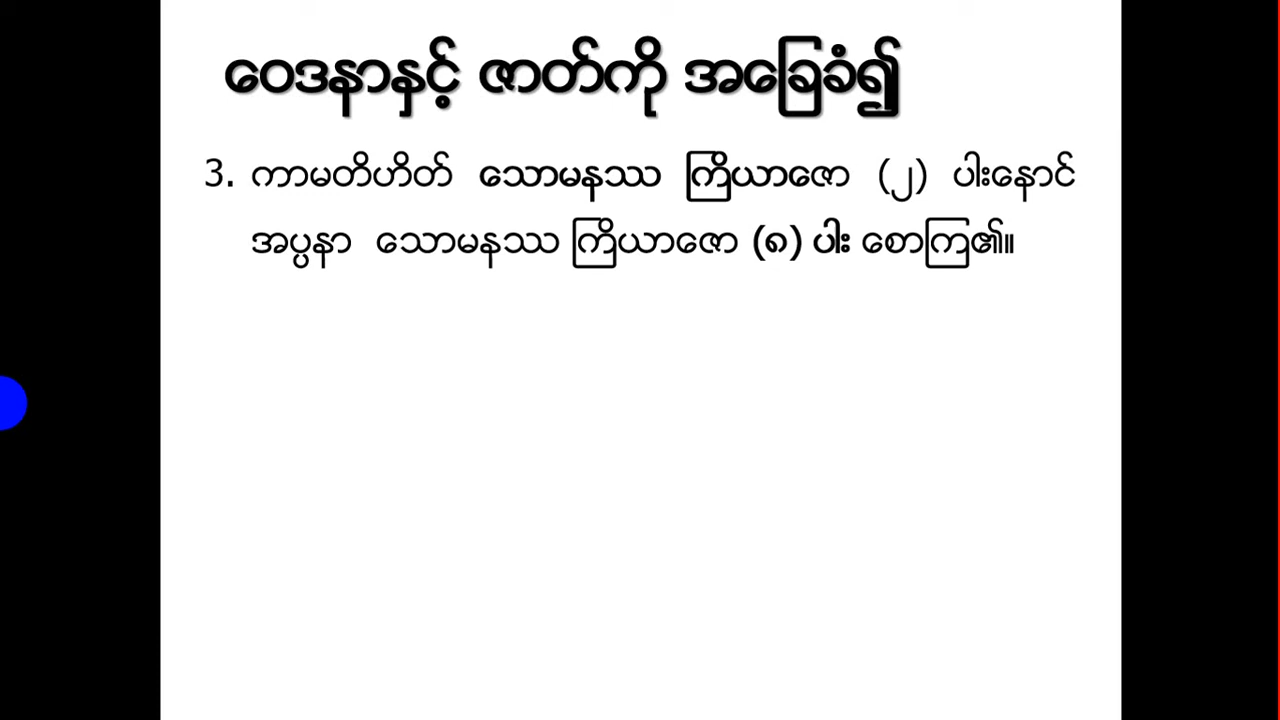 ဝေဒနာနှင့် ဇာတ်ကို အခြေခံ၍
3. ကာမတိဟိတ် သောမနဿ ကြိယာဇော (၂) ပါးနောင်
အပ္ပနာ သောမနဿ ကြိယာဇော (၈) ပါး စောကြ၏။